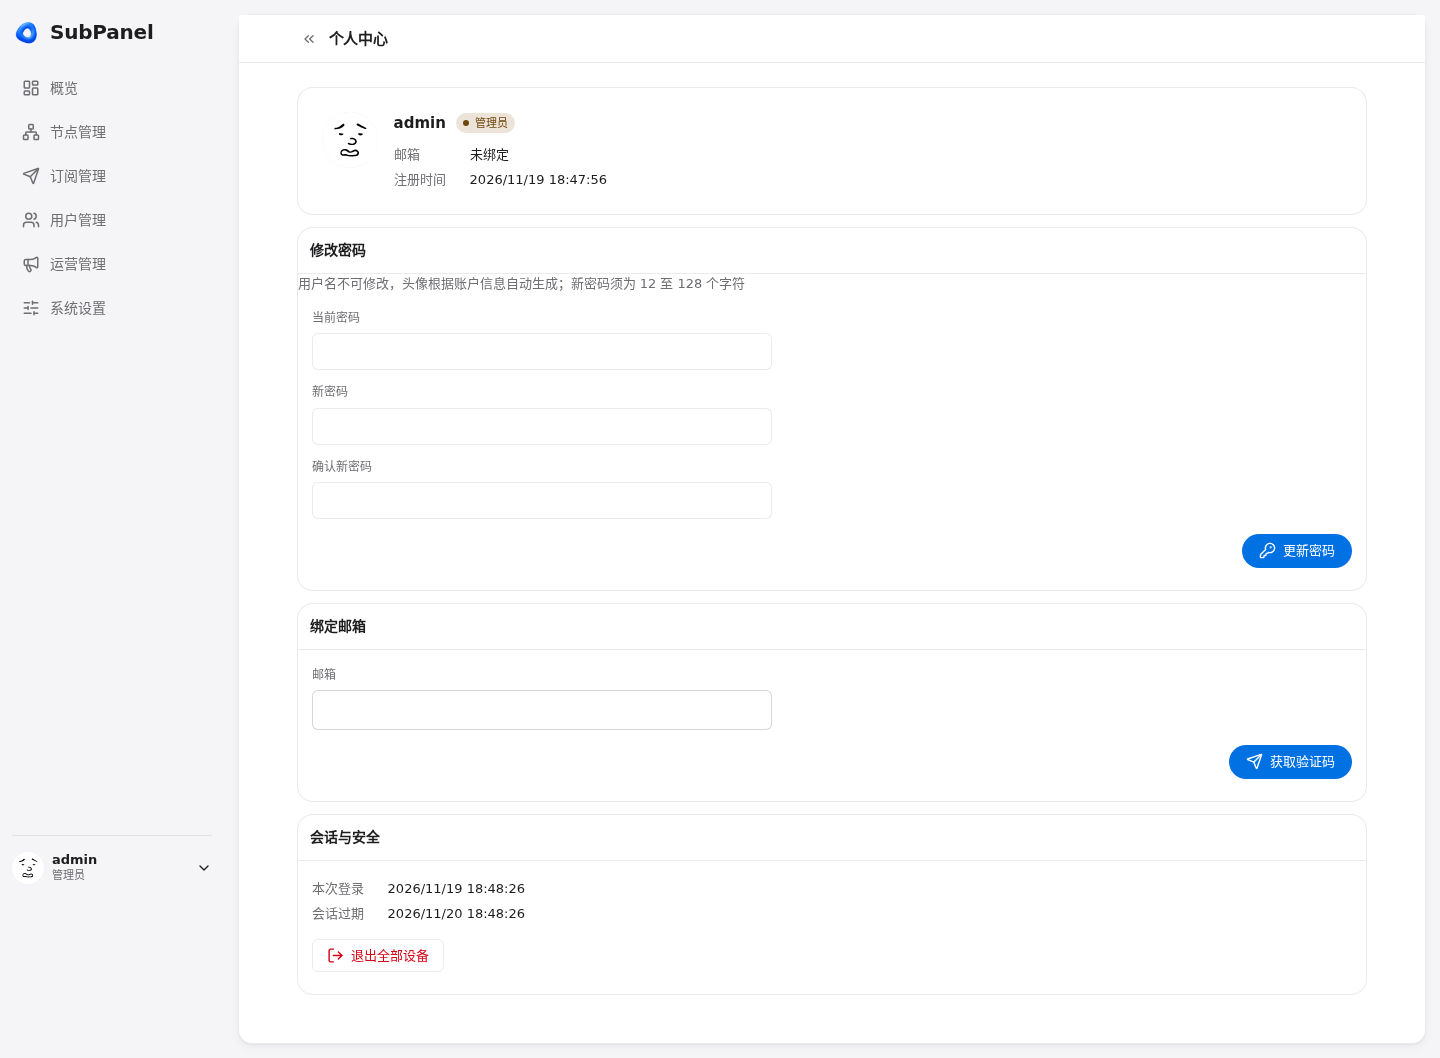 SubPanel
概览
节点管理
订阅管理
用户管理
运营管理
系统设置
admin
管理员
个人中心
admin 管理员
邮箱 未绑定
注册时间 2026/11/19 18:47:56
修改密码
用户名不可修改，头像根据账户信息自动生成；新密码须为 12 至 128 个字符
当前密码
新密码
确认新密码
更新密码
绑定邮箱
邮箱
获取验证码
会话与安全
本次登录 2026/11/19 18:48:26
会话过期 2026/11/20 18:48:26
退出全部设备